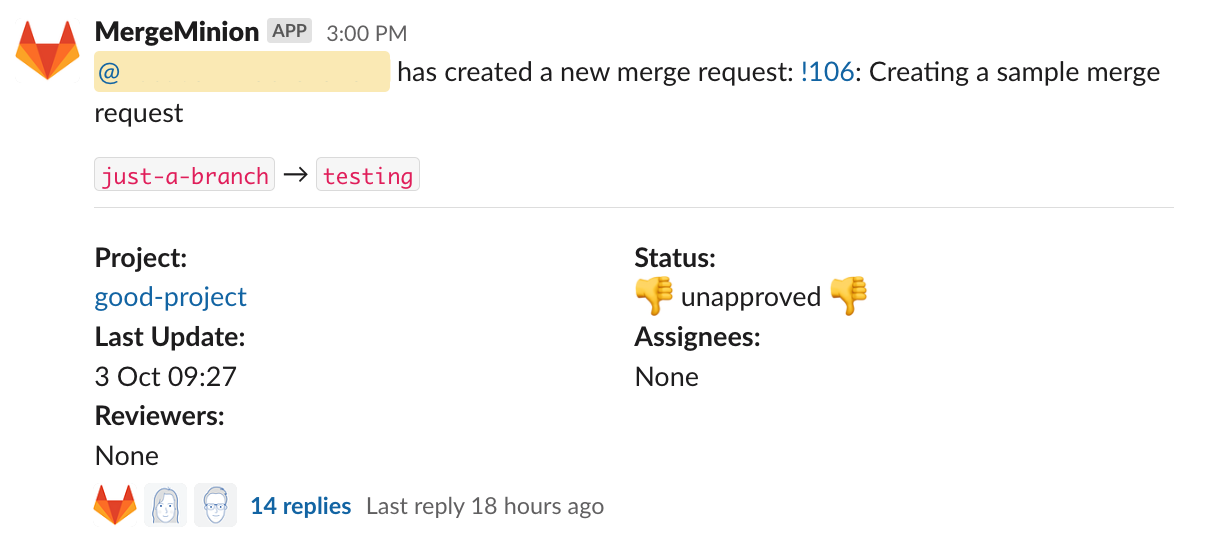 MergeMinion APP 3:00 PM
@ has created a new merge request: !106: Creating a sample merge
request
just-a-branch → testing
Project:
good-project
Last Update:
3 Oct 09:27
Reviewers:
None
Status:
👎 unapproved 👎
Assignees:
None
14 replies Last reply 18 hours ago